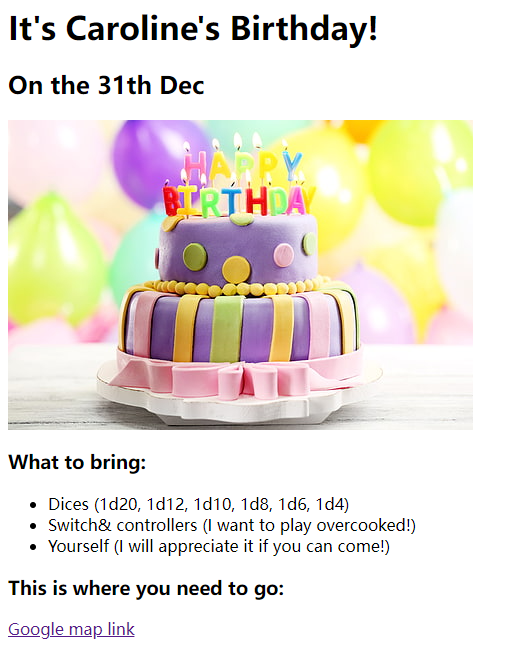 It's Caroline's Birthday!
On the 31th Dec
HAPPY
BIRTHDAY
What to bring:
Dices (1d20, 1d12, 1d10, 1d8, 1d6, 1d4)
Switch& controllers (I want to play overcooked!)
Yourself (I will appreciate it if you can come!)
This is where you need to go:
Google map link